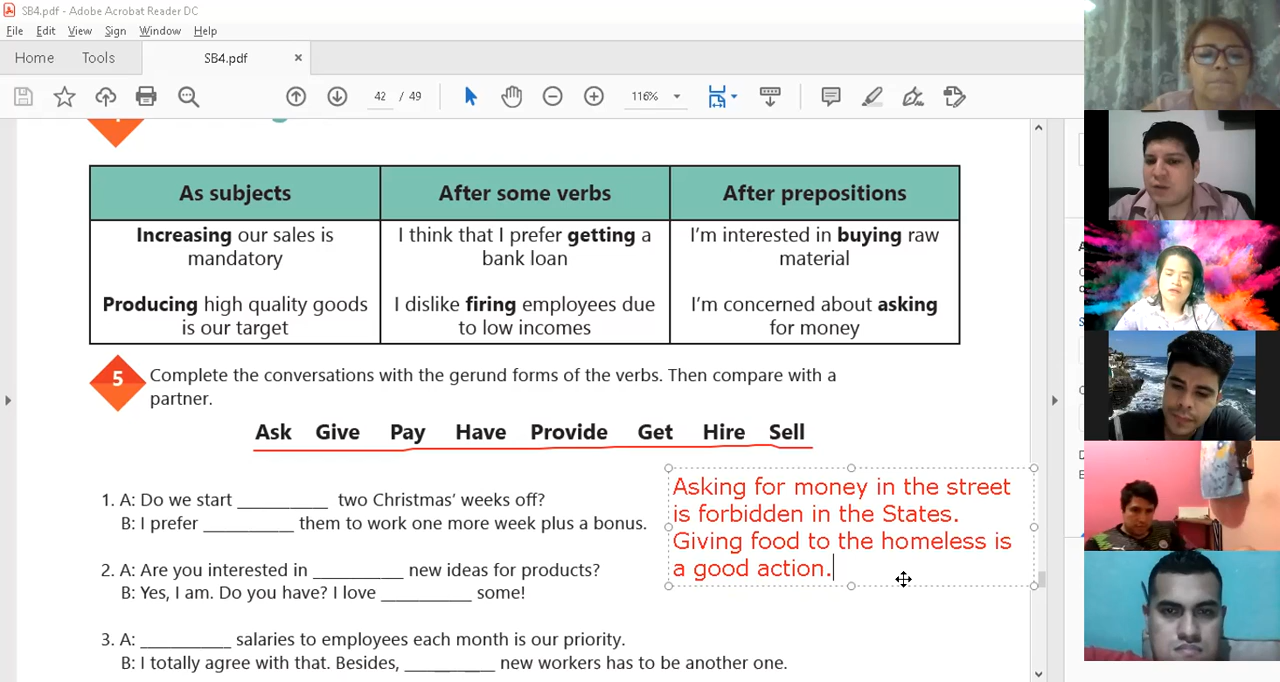 SB4.pdf - Adobe Acrobat Reader DC
File Edit View Sign Window Help
Home Tools SB4.pdf ×
42 / 49 116%
As subjects After some verbs After prepositions
Increasing our sales is mandatory I think that I prefer getting a bank loan I'm interested in buying raw material
Producing high quality goods is our target I dislike firing employees due to low incomes I'm concerned about asking for money
5 Complete the conversations with the gerund forms of the verbs. Then compare with a
partner.
Ask Give Pay Have Provide Get Hire Sell
1. A: Do we start __________ two Christmas' weeks off?
B: I prefer __________ them to work one more week plus a bonus.
2. A: Are you interested in __________ new ideas for products?
B: Yes, I am. Do you have? I love __________ some!
3. A: __________ salaries to employees each month is our priority.
B: I totally agree with that. Besides, __________ new workers has to be another one.
Asking for money in the street
is forbidden in the States.
Giving food to the homeless is
a good action.